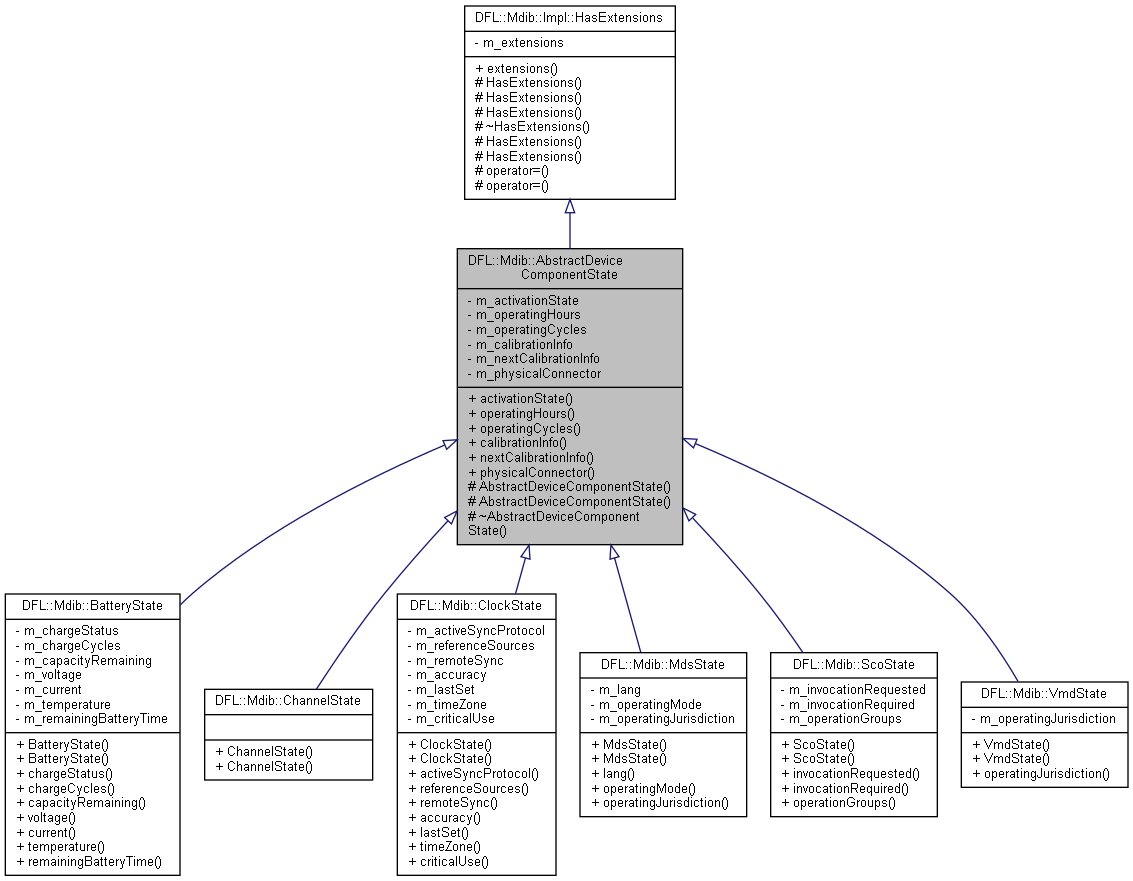 DFL::Mdib::Impl::HasExtensions
- m_extensions
+ extensions()
# HasExtensions()
# HasExtensions()
# HasExtensions()
# ~HasExtensions()
# HasExtensions()
# HasExtensions()
# operator=()
# operator=()
DFL::Mdib::AbstractDevice
ComponentState
- m_activationState
- m_operatingHours
- m_operatingCycles
- m_calibrationInfo
- m_nextCalibrationInfo
- m_physicalConnector
+ activationState()
+ operatingHours()
+ operatingCycles()
+ calibrationInfo()
+ nextCalibrationInfo()
+ physicalConnector()
# AbstractDeviceComponentState()
# AbstractDeviceComponentState()
# ~AbstractDeviceComponent
State()
DFL::Mdib::BatteryState
- m_chargeStatus
- m_chargeCycles
- m_capacityRemaining
- m_voltage
- m_current
- m_temperature
- m_remainingBatteryTime
+ BatteryState()
+ BatteryState()
+ chargeStatus()
+ chargeCycles()
+ capacityRemaining()
+ voltage()
+ current()
+ temperature()
+ remainingBatteryTime()
DFL::Mdib::ChannelState
+ ChannelState()
+ ChannelState()
DFL::Mdib::ClockState
- m_activeSyncProtocol
- m_referenceSources
- m_remoteSync
- m_accuracy
- m_lastSet
- m_timeZone
- m_criticalUse
+ ClockState()
+ ClockState()
+ activeSyncProtocol()
+ referenceSources()
+ remoteSync()
+ accuracy()
+ lastSet()
+ timeZone()
+ criticalUse()
DFL::Mdib::MdsState
- m_lang
- m_operatingMode
- m_operatingJurisdiction
+ MdsState()
+ MdsState()
+ lang()
+ operatingMode()
+ operatingJurisdiction()
DFL::Mdib::ScoState
- m_invocationRequested
- m_invocationRequired
- m_operationGroups
+ ScoState()
+ ScoState()
+ invocationRequested()
+ invocationRequired()
+ operationGroups()
DFL::Mdib::VmdState
- m_operatingJurisdiction
+ VmdState()
+ VmdState()
+ operatingJurisdiction()